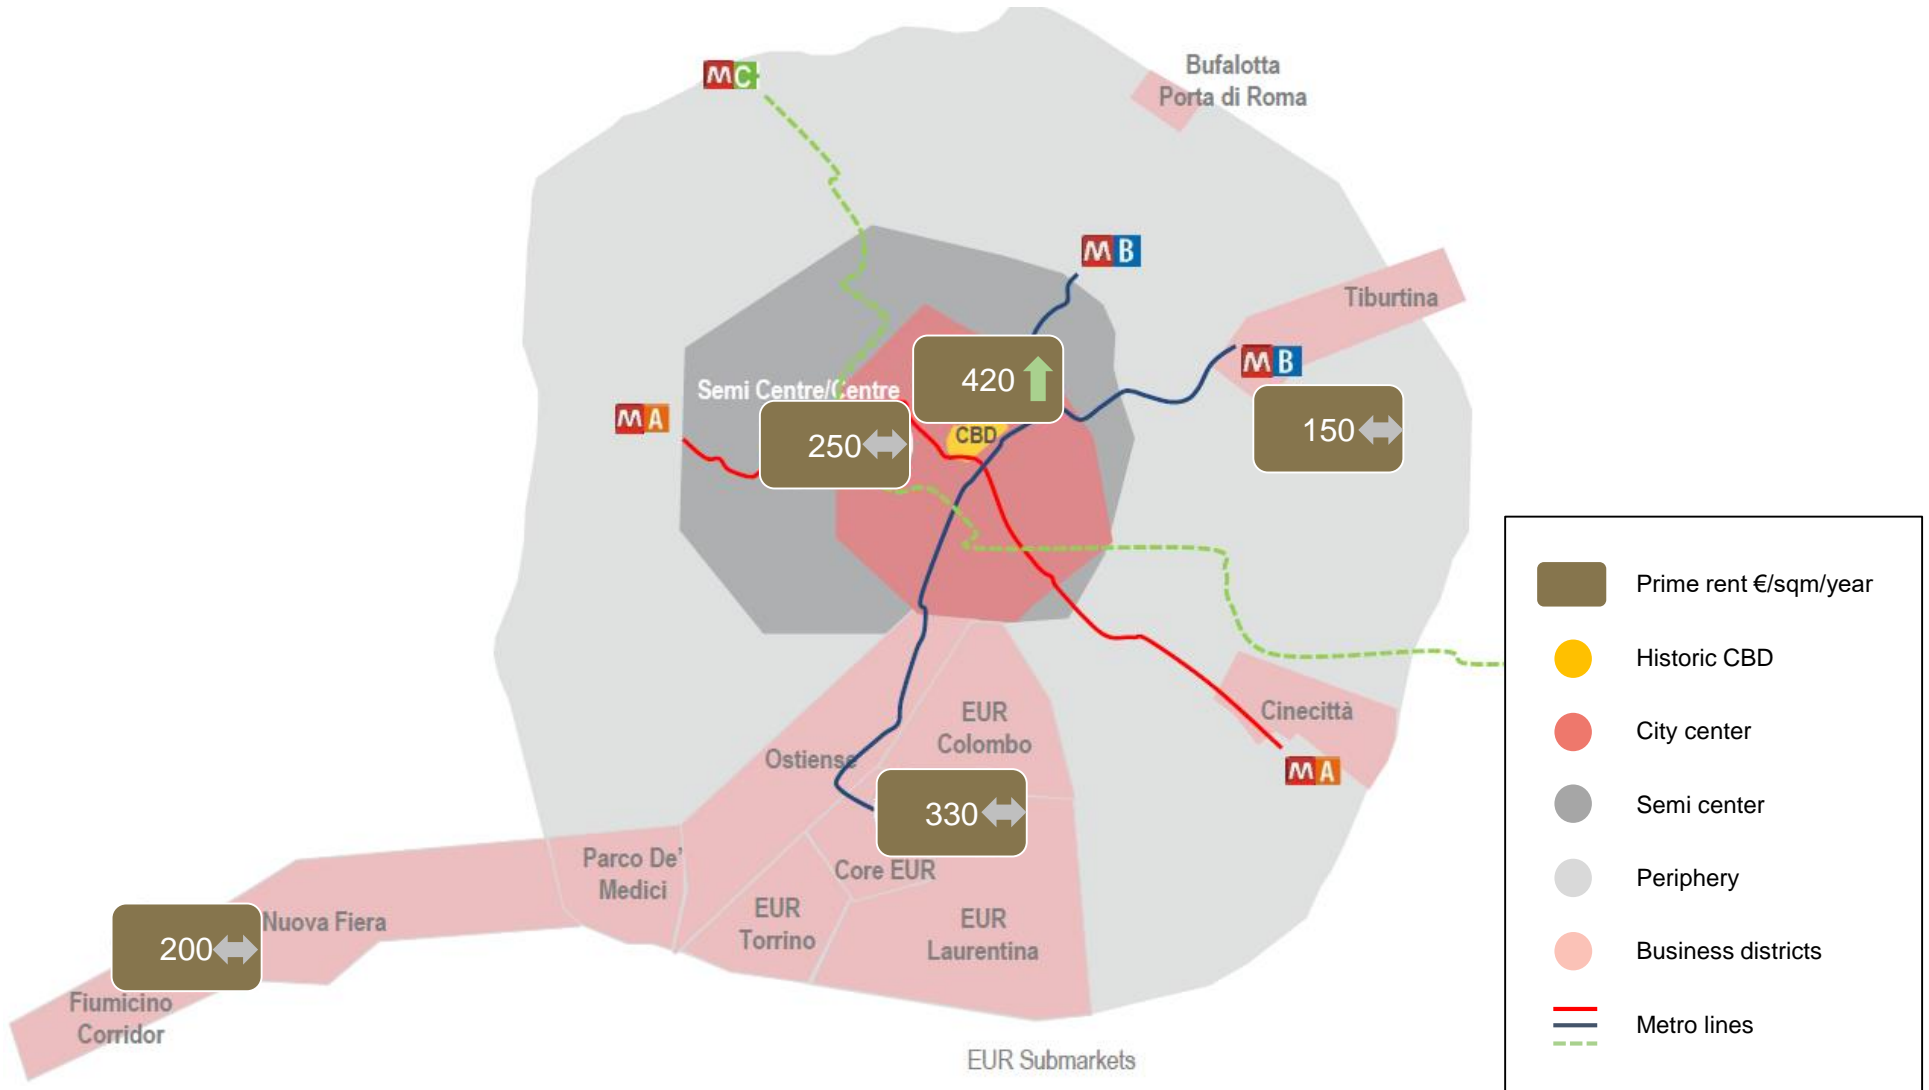 Bufalotta
Porta di Roma
MC
MB
Tiburtina
MB
420
Semi Centre/Centre
MA
CBD
250
150
Prime rent €/sqm/year
Historic CBD
City center
Semi center
Periphery
Business districts
Metro lines
Cinecittà
MA
EUR
Colombo
Ostiense
330
Parco De'
Medici
Core EUR
EUR
Torrino
EUR
Laurentina
Nuova Fiera
200
Fiumicino
Corridor
EUR Submarkets